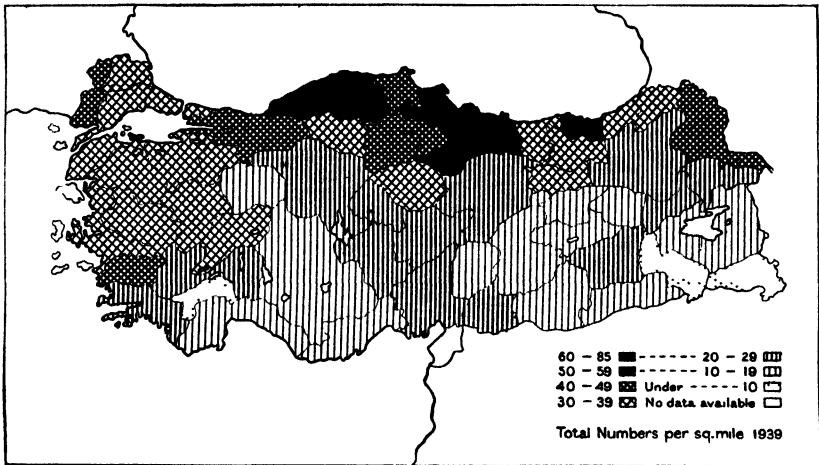 60 – 85 ------ 20 – 29
50 – 59 ------ 10 – 19
40 – 49 Under ----- 10
30 – 39 No data available
Total Numbers per sq.mile 1939